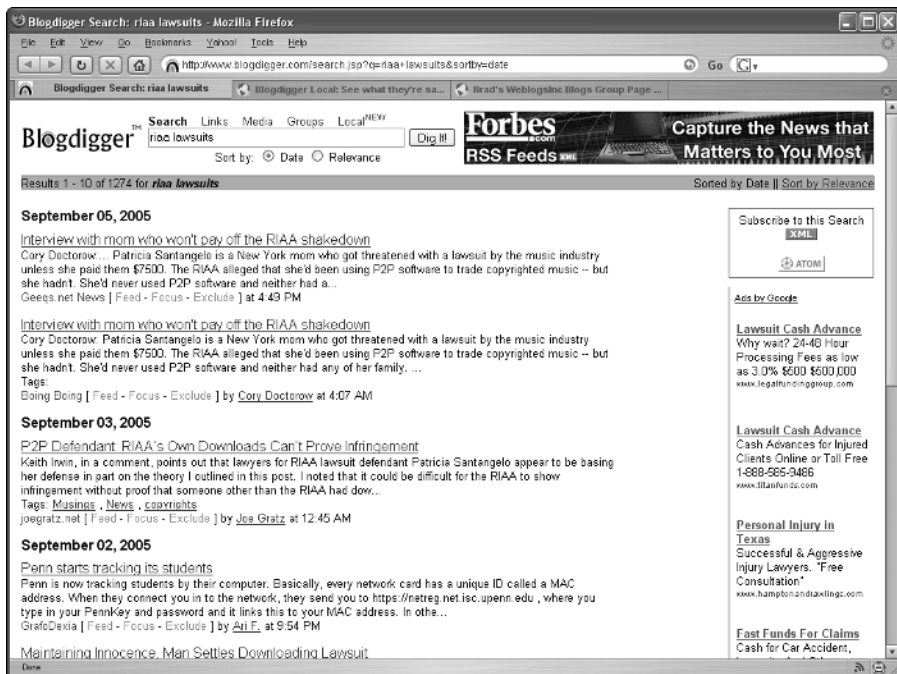 Blogdigger Search: riaa lawsuits - Mozilla Firefox
File Edit View Go Bookmarks Yahoo! Tools Help
http://www.blogdigger.com/search.jsp?q=riaa+lawsuits&sortby=date
Go
Blogdigger Search: riaa lawsuits
Blogdigger Local: See what they're sa...
Brad's Weblogsinc Blogs Group Page ...
Blogdigger™
Search Links Media Groups Local NEW!
riaa lawsuits
Dig It!
Sort by: Date Relevance
Forbes.com
RSS Feeds XML
Capture the News that
Matters to You Most
Results 1 - 10 of 1274 for riaa lawsuits
Sorted by Date || Sort by Relevance
September 05, 2005
Interview with mom who won't pay off the RIAA shakedown
Cory Doctorow:... Patricia Santangelo is a New York mom who got threatened with a lawsuit by the music industry
unless she paid them $7500. The RIAA alleged that she'd been using P2P software to trade copyrighted music -- but
she hadn't. She'd never used P2P software and neither had a...
Geeqs.net News [ Feed - Focus - Exclude ] at 4:49 PM
Interview with mom who won't pay off the RIAA shakedown
Cory Doctorow: Patricia Santangelo is a New York mom who got threatened with a lawsuit by the music industry
unless she paid them $7500. The RIAA alleged that she'd been using P2P software to trade copyrighted music -- but
she hadn't. She'd never used P2P software and neither had any of her family. ...
Tags:
Boing Boing [ Feed - Focus - Exclude ] by Cory Doctorow at 4:07 AM
September 03, 2005
P2P Defendant: RIAA's Own Downloads Can't Prove Infringement
Keith Irwin, in a comment, points out that lawyers for RIAA lawsuit defendant Patricia Santangelo appear to be basing
her defense in part on the theory I outlined in this post. I noted that it could be difficult for the RIAA to show
infringement without proof that someone other than the RIAA had dow...
Tags: Musings , News , copyrights
joegratz.net [ Feed - Focus - Exclude ] by Joe Gratz at 12:45 AM
September 02, 2005
Penn starts tracking its students
Penn is now tracking students by their computer. Basically, every network card has a unique ID called a MAC
address. When they connect you in to the network, they send you to https://netreg.net.isc.upenn.edu , where you
type in your PennKey and password and it links this to your MAC address. In othe...
GrafoDexia [ Feed - Focus - Exclude ] by Ari F. at 9:54 PM
Maintaining Innocence, Man Settles Downloading Lawsuit
Subscribe to this Search
XML
ATOM
Ads by Google
Lawsuit Cash Advance
Why wait? 24-48 Hour
Processing Fees as low
as 3.0% $500 $500,000
www.legalfundinggroup.com
Lawsuit Cash Advance
Cash Advances for Injured
Clients Online or Toll Free
1-888-585-9486
www.titanfunds.com
Personal Injury in
Texas
Successful & Aggressive
Injury Lawyers. "Free
Consultation"
www.hamptonandrawlings.com
Fast Funds For Claims
Cash for Car Accident,
Done